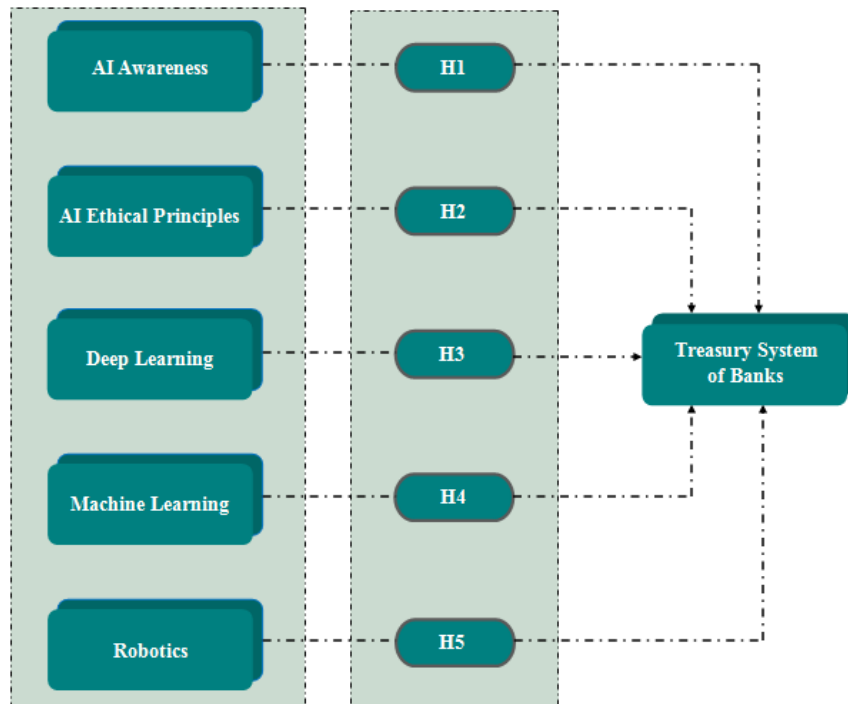 AI Awareness
H1
AI Ethical Principles
H2
Deep Learning
H3
Treasury System
of Banks
Machine Learning
H4
Robotics
H5